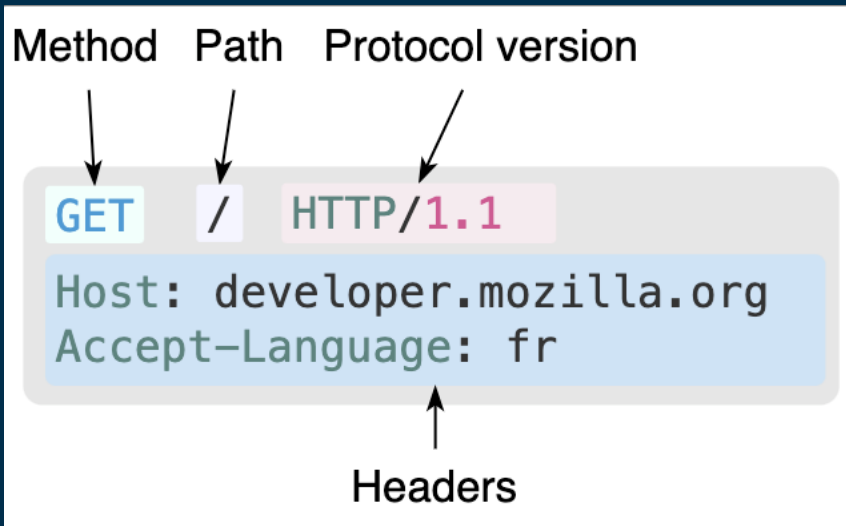 Method Path Protocol version
GET / HTTP/1.1
Host: developer.mozilla.org
Accept-Language: fr
Headers